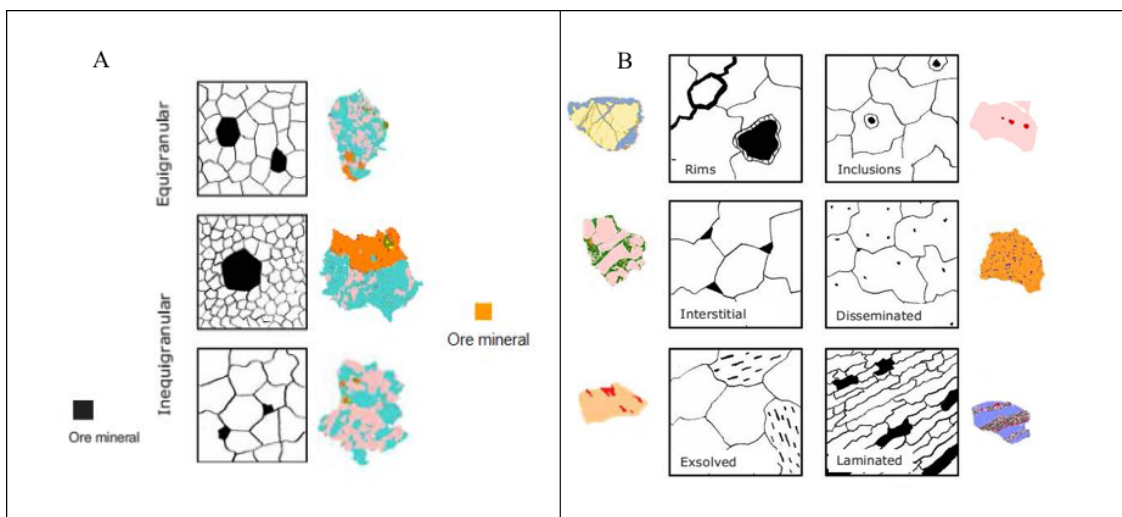 A
Equigranular
Inequigranular
Ore mineral
Ore mineral
B
Rims
Inclusions
Interstitial
Disseminated
Exsolved
Laminated